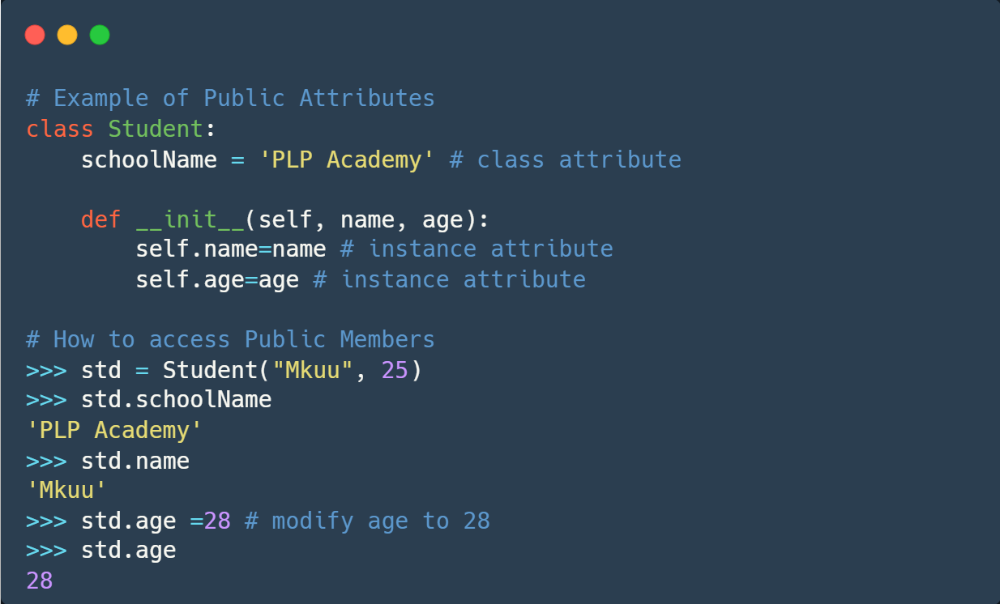 # Example of Public Attributes
class Student:
    schoolName = 'PLP Academy' # class attribute

    def __init__(self, name, age):
        self.name=name # instance attribute
        self.age=age # instance attribute

# How to access Public Members
>>> std = Student("Mkuu", 25)
>>> std.schoolName
'PLP Academy'
>>> std.name
'Mkuu'
>>> std.age =28 # modify age to 28
>>> std.age
28